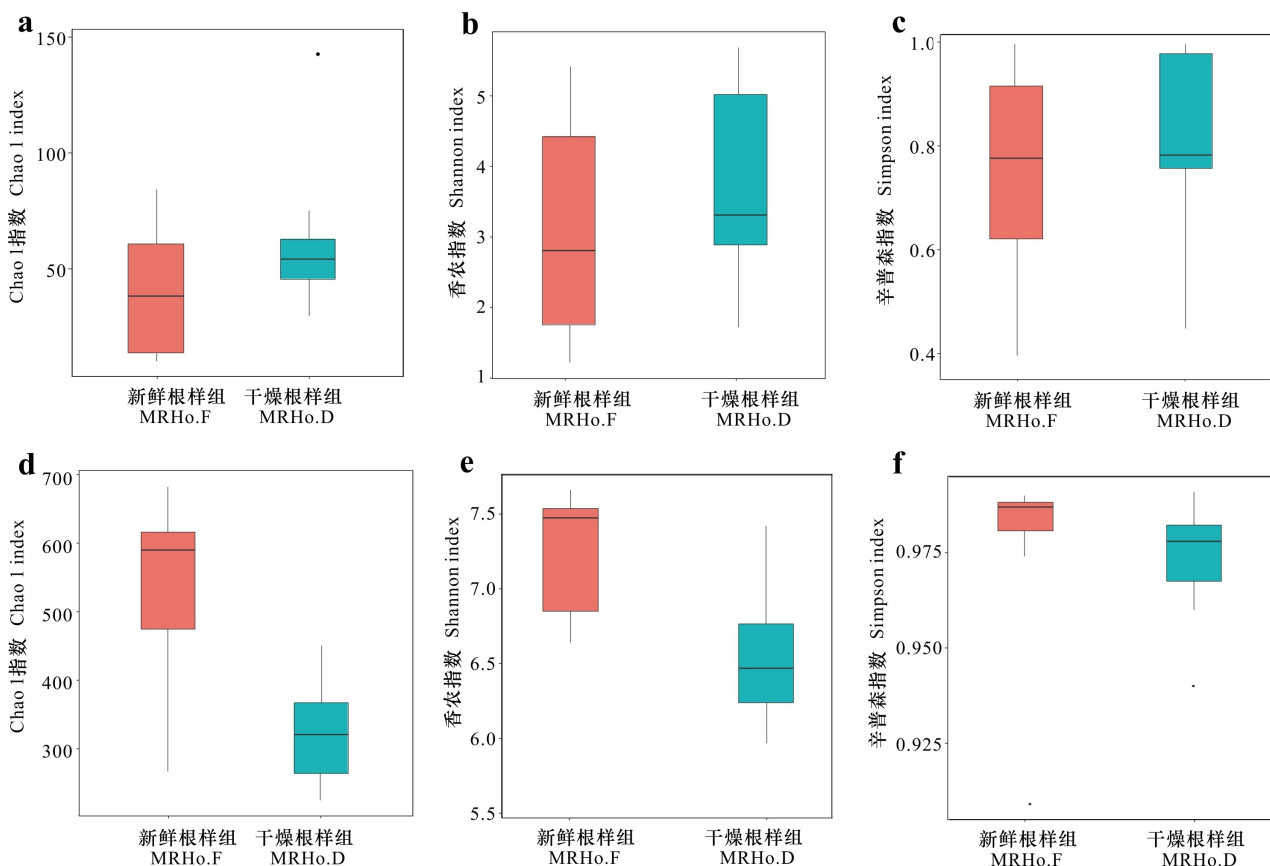 a
150
100
50
Chao 1指数 Chao 1 index
新鲜根样组 干燥根样组
MRHo.F MRHo.D
b
5
4
3
2
1
香农指数 Shannon index
新鲜根样组 干燥根样组
MRHo.F MRHo.D
c
1.0
0.8
0.6
0.4
辛普森指数 Simpson index
新鲜根样组 干燥根样组
MRHo.F MRHo.D
d
700
600
500
400
300
Chao 1指数 Chao 1 index
新鲜根样组 干燥根样组
MRHo.F MRHo.D
e
7.5
7.0
6.5
6.0
5.5
香农指数 Shannon index
新鲜根样组 干燥根样组
MRHo.F MRHo.D
f
0.975
0.950
0.925
辛普森指数 Simpson index
新鲜根样组 干燥根样组
MRHo.F MRHo.D